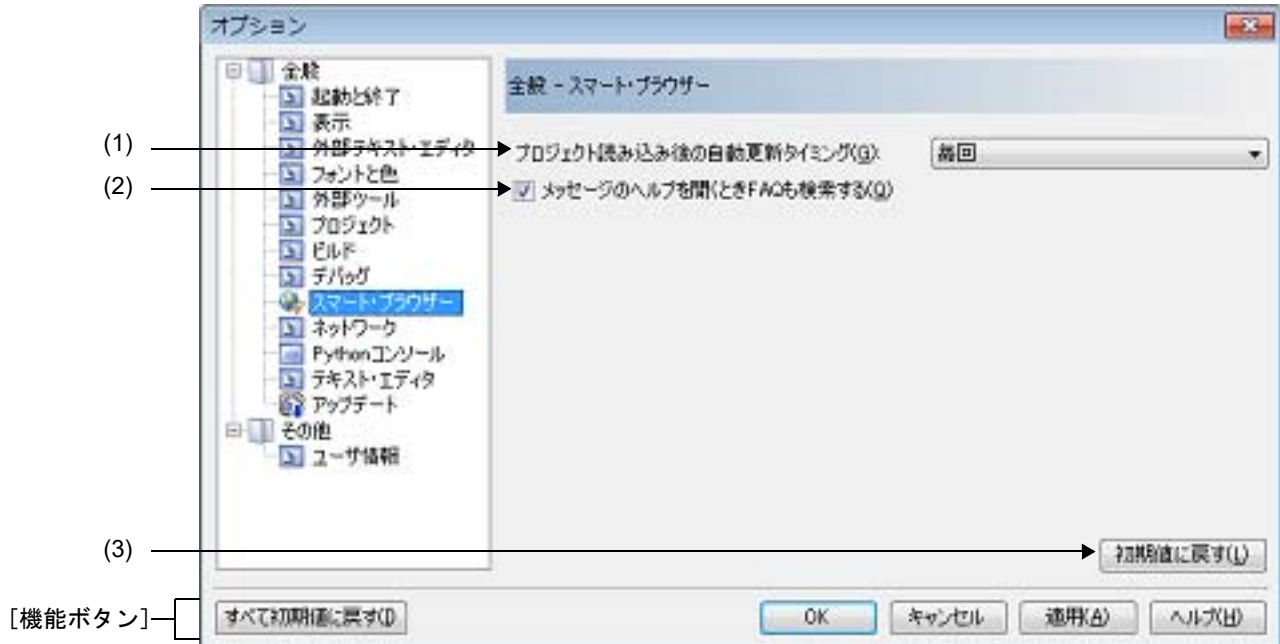 オプション
全般
起動と終了
表示
外部テキスト・エディタ
フォントと色
外部ツール
プロジェクト
ビルド
デバッグ
スマート・ブラウザー
ネットワーク
Pythonコンソール
テキスト・エディタ
アップデート
その他
ユーザ情報
全般 - スマート・ブラウザー
(1)
プロジェクト読み込み後の自動更新タイミング(G):
毎回
(2)
メッセージのヘルプを開くときFAQも検索する(Q)
(3)
初期値に戻す(L)
[機能ボタン]
すべて初期値に戻す(I)
OK
キャンセル
適用(A)
ヘルプ(H)